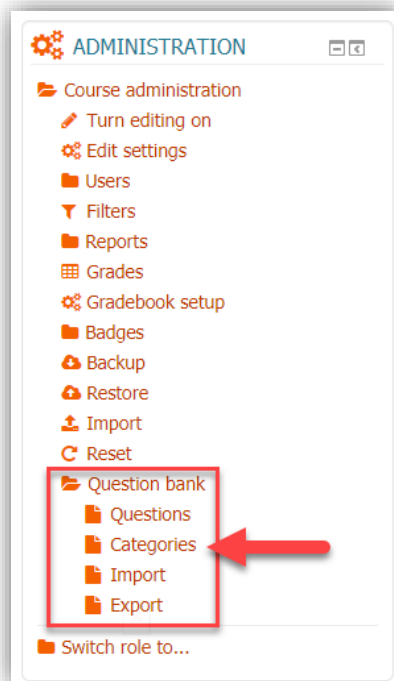 ADMINISTRATION
Course administration
Turn editing on
Edit settings
Users
Filters
Reports
Grades
Gradebook setup
Badges
Backup
Restore
Import
Reset
Question bank
Questions
Categories
Import
Export
Switch role to...